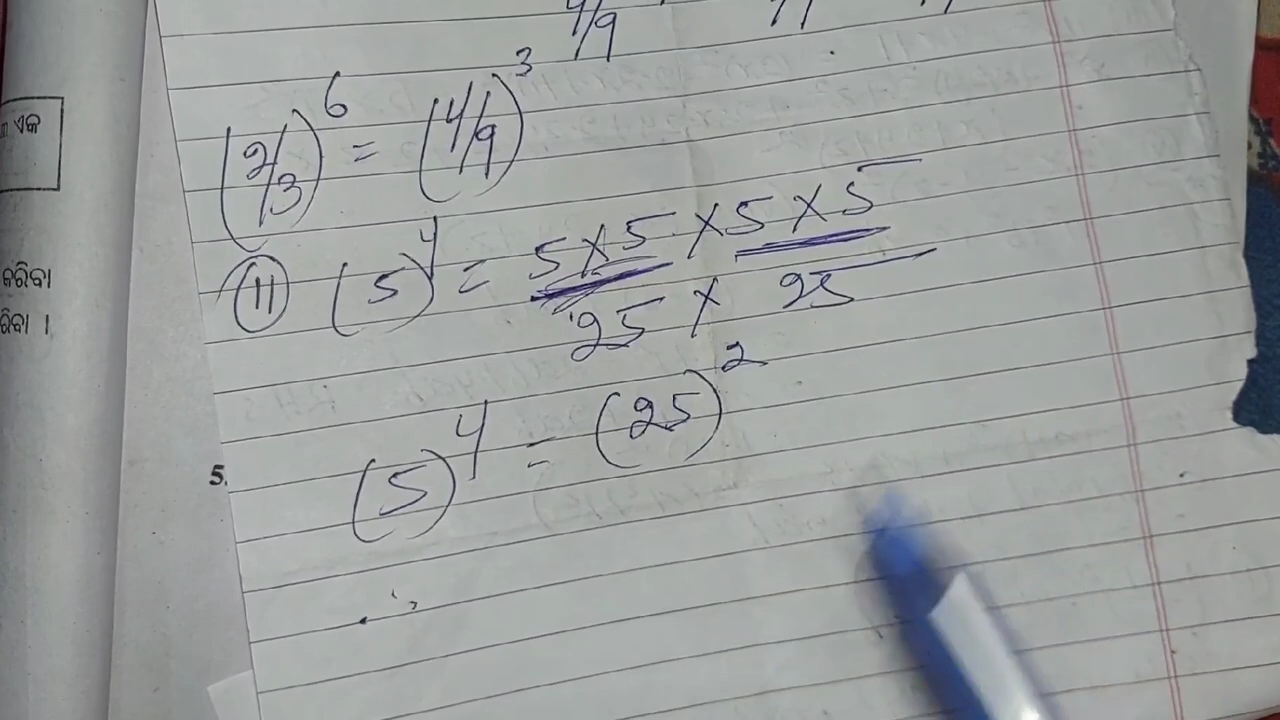 4/9
(2/3)^6 = (4/9)^3
(11) (5)^4 = 5×5 × 5×5
25 × 25
(5)^4 = (25)^2
5.
ଏକ
କରିବା
ରିବା ।